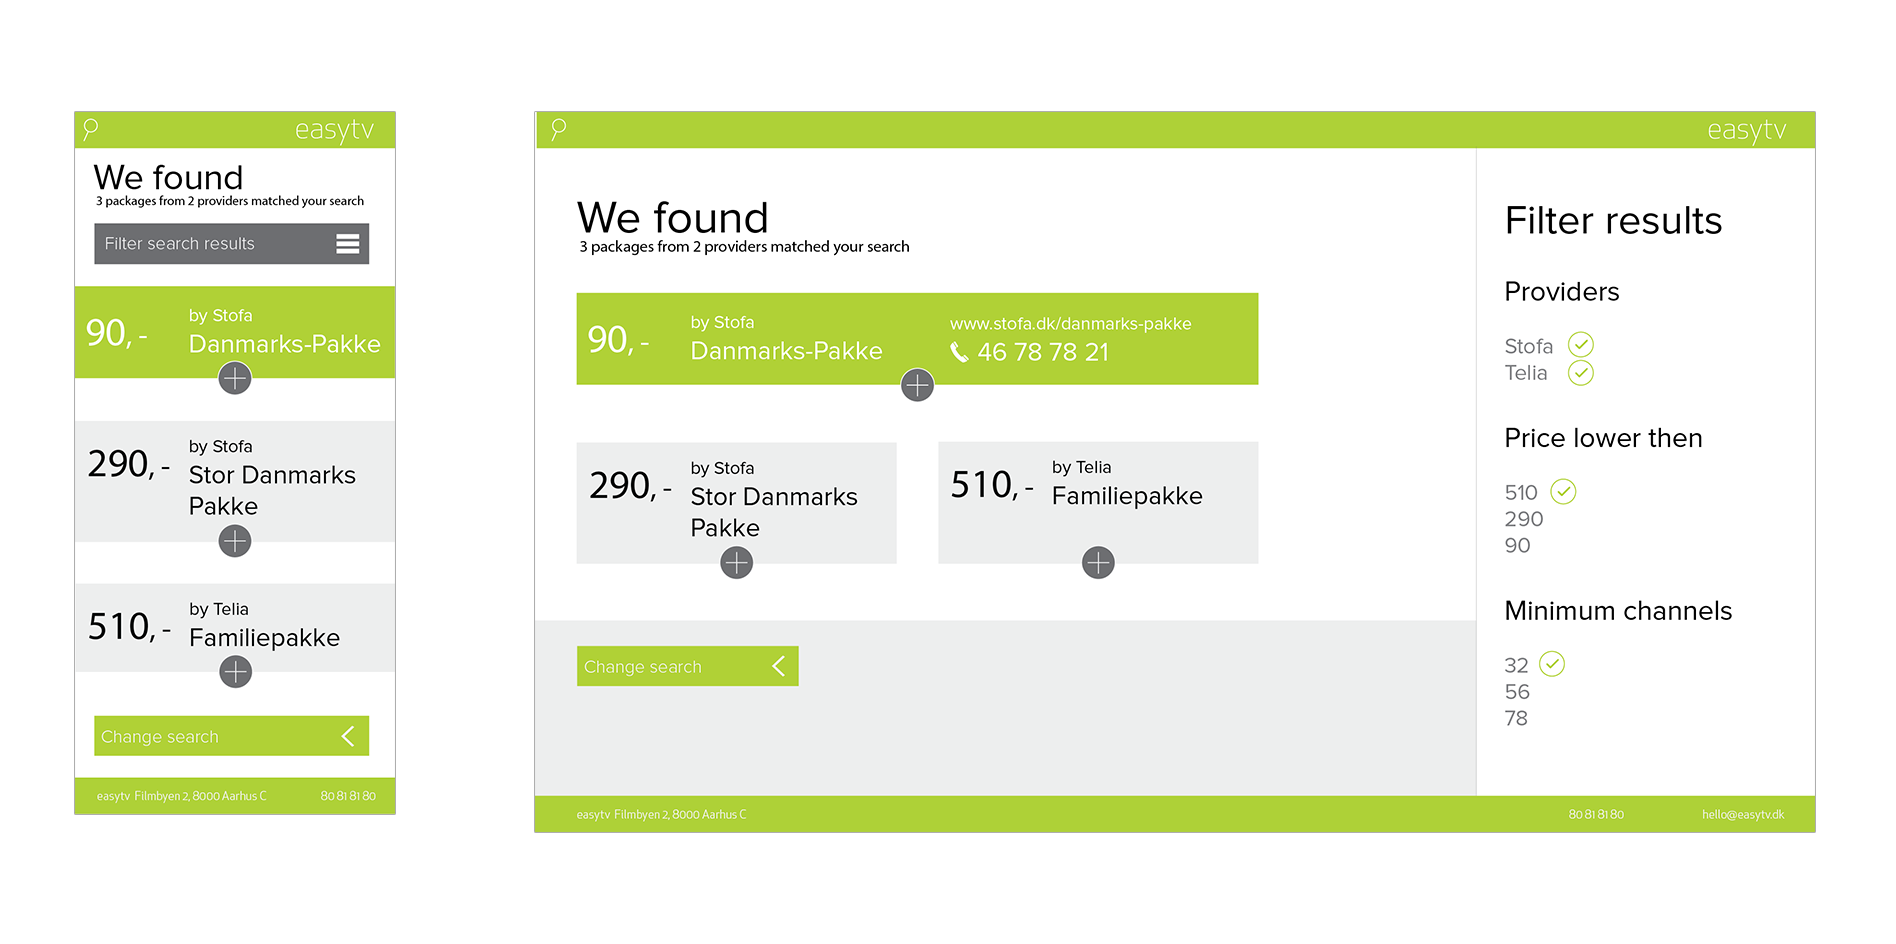 easytv
We found
3 packages from 2 providers matched your search
Filter search results
90,-
by Stofa
Danmarks-Pakke
290,-
by Stofa
Stor Danmarks
Pakke
510,-
by Telia
Familiepakke
Change search
easytv Filmbyen 2, 8000 Aarhus C
80 81 81 80
easytv
We found
3 packages from 2 providers matched your search
90,-
by Stofa
Danmarks-Pakke
www.stofa.dk/danmarks-pakke
46 78 78 21
290,-
by Stofa
Stor Danmarks
Pakke
510,-
by Telia
Familiepakke
Change search
Filter results
Providers
Stofa
Telia
Price lower then
510
290
90
Minimum channels
32
56
78
easytv Filmbyen 2, 8000 Aarhus C
80 81 81 80
hello@easytv.dk